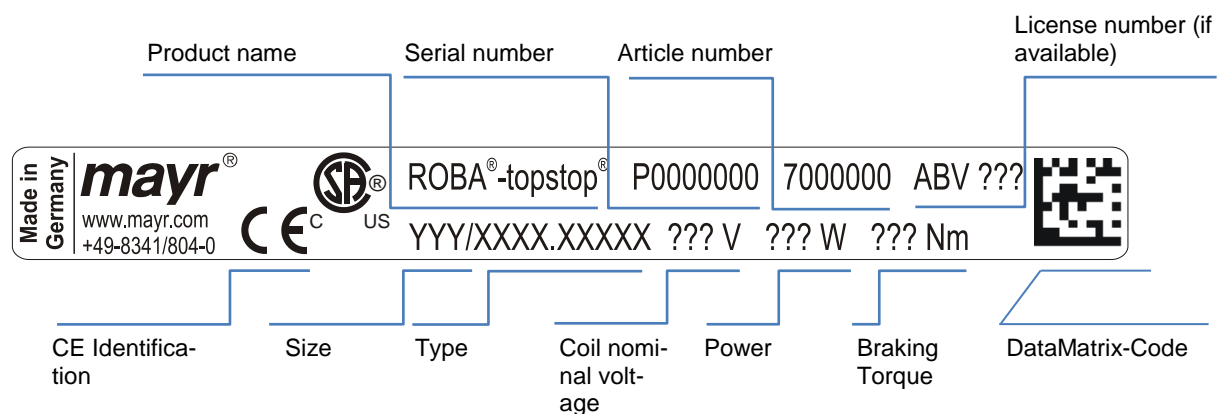 License number (if
available)
Product name
Serial number
Article number
Made in
Germany
mayr®
www.mayr.com
+49-8341/804-0
CE
C SA® US
ROBA®-topstop® P0000000 7000000 ABV ???
YYY/XXXX.XXXXX ??? V ??? W ??? Nm
CE Identifica-
tion
Size
Type
Coil nomi-
nal volt-
age
Power
Braking
Torque
DataMatrix-Code